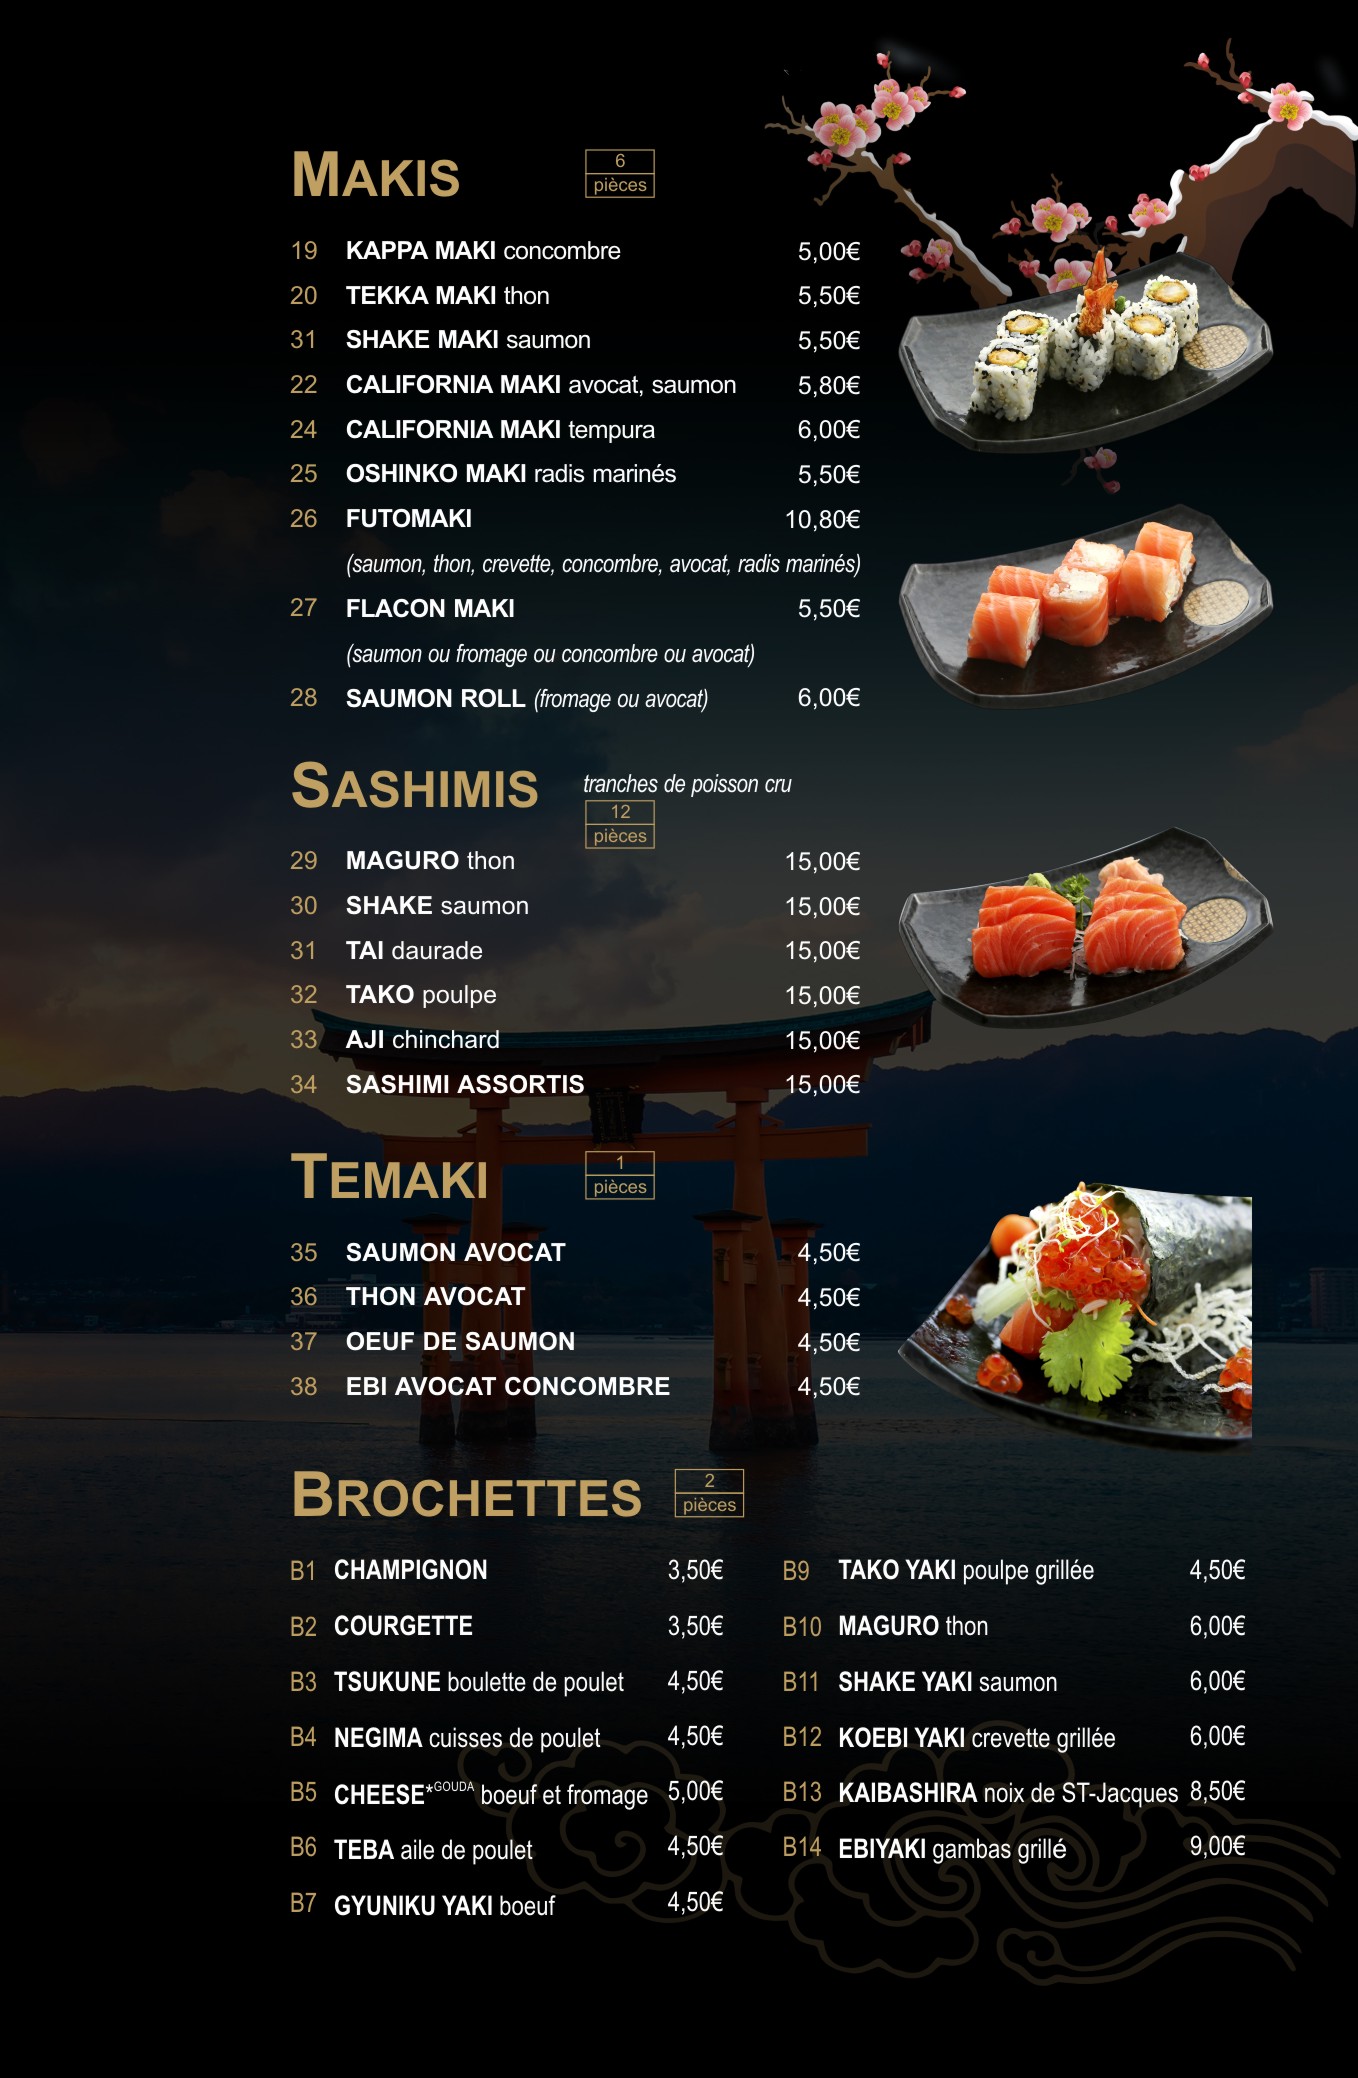 MAKIS
6
pièces
19 KAPPA MAKI concombre 5,00€
20 TEKKA MAKI thon 5,50€
31 SHAKE MAKI saumon 5,50€
22 CALIFORNIA MAKI avocat, saumon 5,80€
24 CALIFORNIA MAKI tempura 6,00€
25 OSHINKO MAKI radis marinés 5,50€
26 FUTOMAKI 10,80€
(saumon, thon, crevette, concombre, avocat, radis marinés)
27 FLACON MAKI 5,50€
(saumon ou fromage ou concombre ou avocat)
28 SAUMON ROLL (fromage ou avocat) 6,00€
SASHIMIS tranches de poisson cru
12
pièces
29 MAGURO thon 15,00€
30 SHAKE saumon 15,00€
31 TAI daurade 15,00€
32 TAKO poulpe 15,00€
33 AJI chinchard 15,00€
34 SASHIMI ASSORTIS 15,00€
TEMAKI
1
pièces
35 SAUMON AVOCAT 4,50€
36 THON AVOCAT 4,50€
37 OEUF DE SAUMON 4,50€
38 EBI AVOCAT CONCOMBRE 4,50€
BROCHETTES
2
pièces
B1 CHAMPIGNON 3,50€
B2 COURGETTE 3,50€
B3 TSUKUNE boulette de poulet 4,50€
B4 NEGIMA cuisses de poulet 4,50€
B5 CHEESE*GOUDA boeuf et fromage 5,00€
B6 TEBA aile de poulet 4,50€
B7 GYUNIKU YAKI boeuf 4,50€
B9 TAKO YAKI poulpe grillée 4,50€
B10 MAGURO thon 6,00€
B11 SHAKE YAKI saumon 6,00€
B12 KOEBI YAKI crevette grillée 6,00€
B13 KAIBASHIRA noix de ST-Jacques 8,50€
B14 EBIYAKI gambas grillé 9,00€